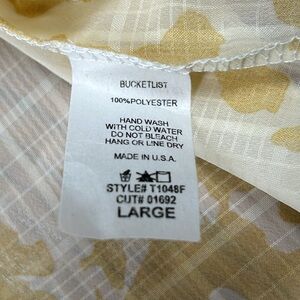 BUCKETLIST
100%POLYESTER
HAND WASH
WITH COLD WATER
DO NOT BLEACH
HANG OR LINE DRY
MADE IN U.S.A.
STYLE# T1048F
CUT# 01692
LARGE